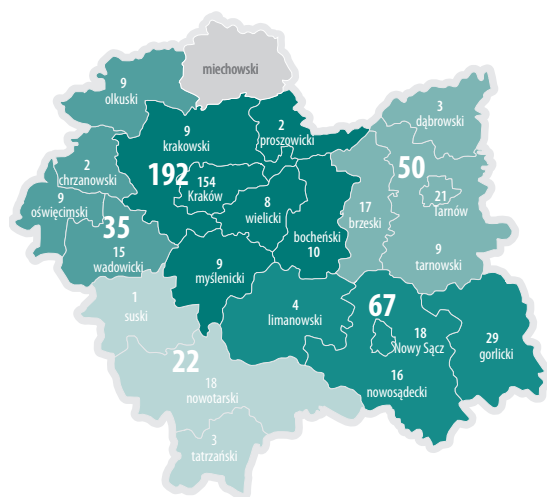 miechowski
9
olkuski
3
dąbrowski
9
krakowski
2
proszowicki
192
154
Kraków
2
chrzanowski
50
21
Tarnów
8
wielicki
17
brzeski
9
oświęcimski
35
bocheński
10
15
wadowicki
9
tarnowski
9
myślenicki
1
suski
4
limanowski
67
18
Nowy Sącz
29
gorlicki
22
18
nowotarski
16
nowosądecki
3
tatrzański